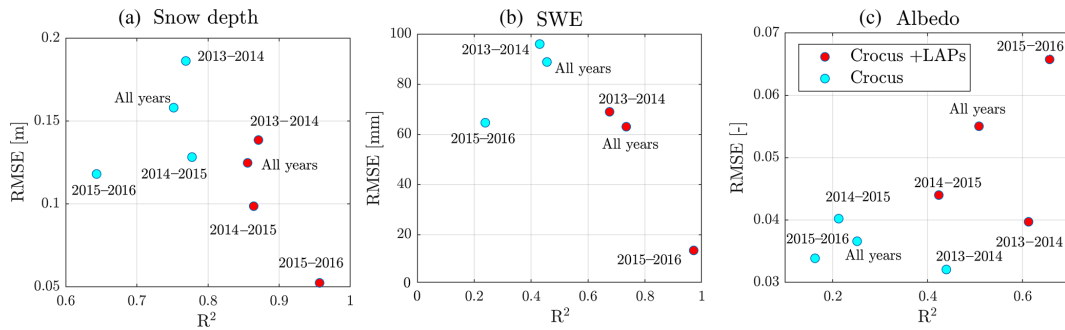 (a) Snow depth
0.2
0.15
0.1
0.05
RMSE [m]
2013–2014
All years
2013–2014
2014–2015
All years
2015–2016
2014–2015
2015–2016
0.6 0.7 0.8 0.9 1
R²
(b) SWE
100
80
60
40
20
0
RMSE [mm]
2013–2014
All years
2013–2014
2015–2016
All years
2015–2016
0 0.2 0.4 0.6 0.8 1
R²
(c) Albedo
0.07
0.06
0.05
0.04
0.03
RMSE [-]
Crocus +LAPs
Crocus
2015–2016
All years
2014–2015
2014–2015
2015–2016
All years
2013–2014
2013–2014
0.2 0.4 0.6
R²